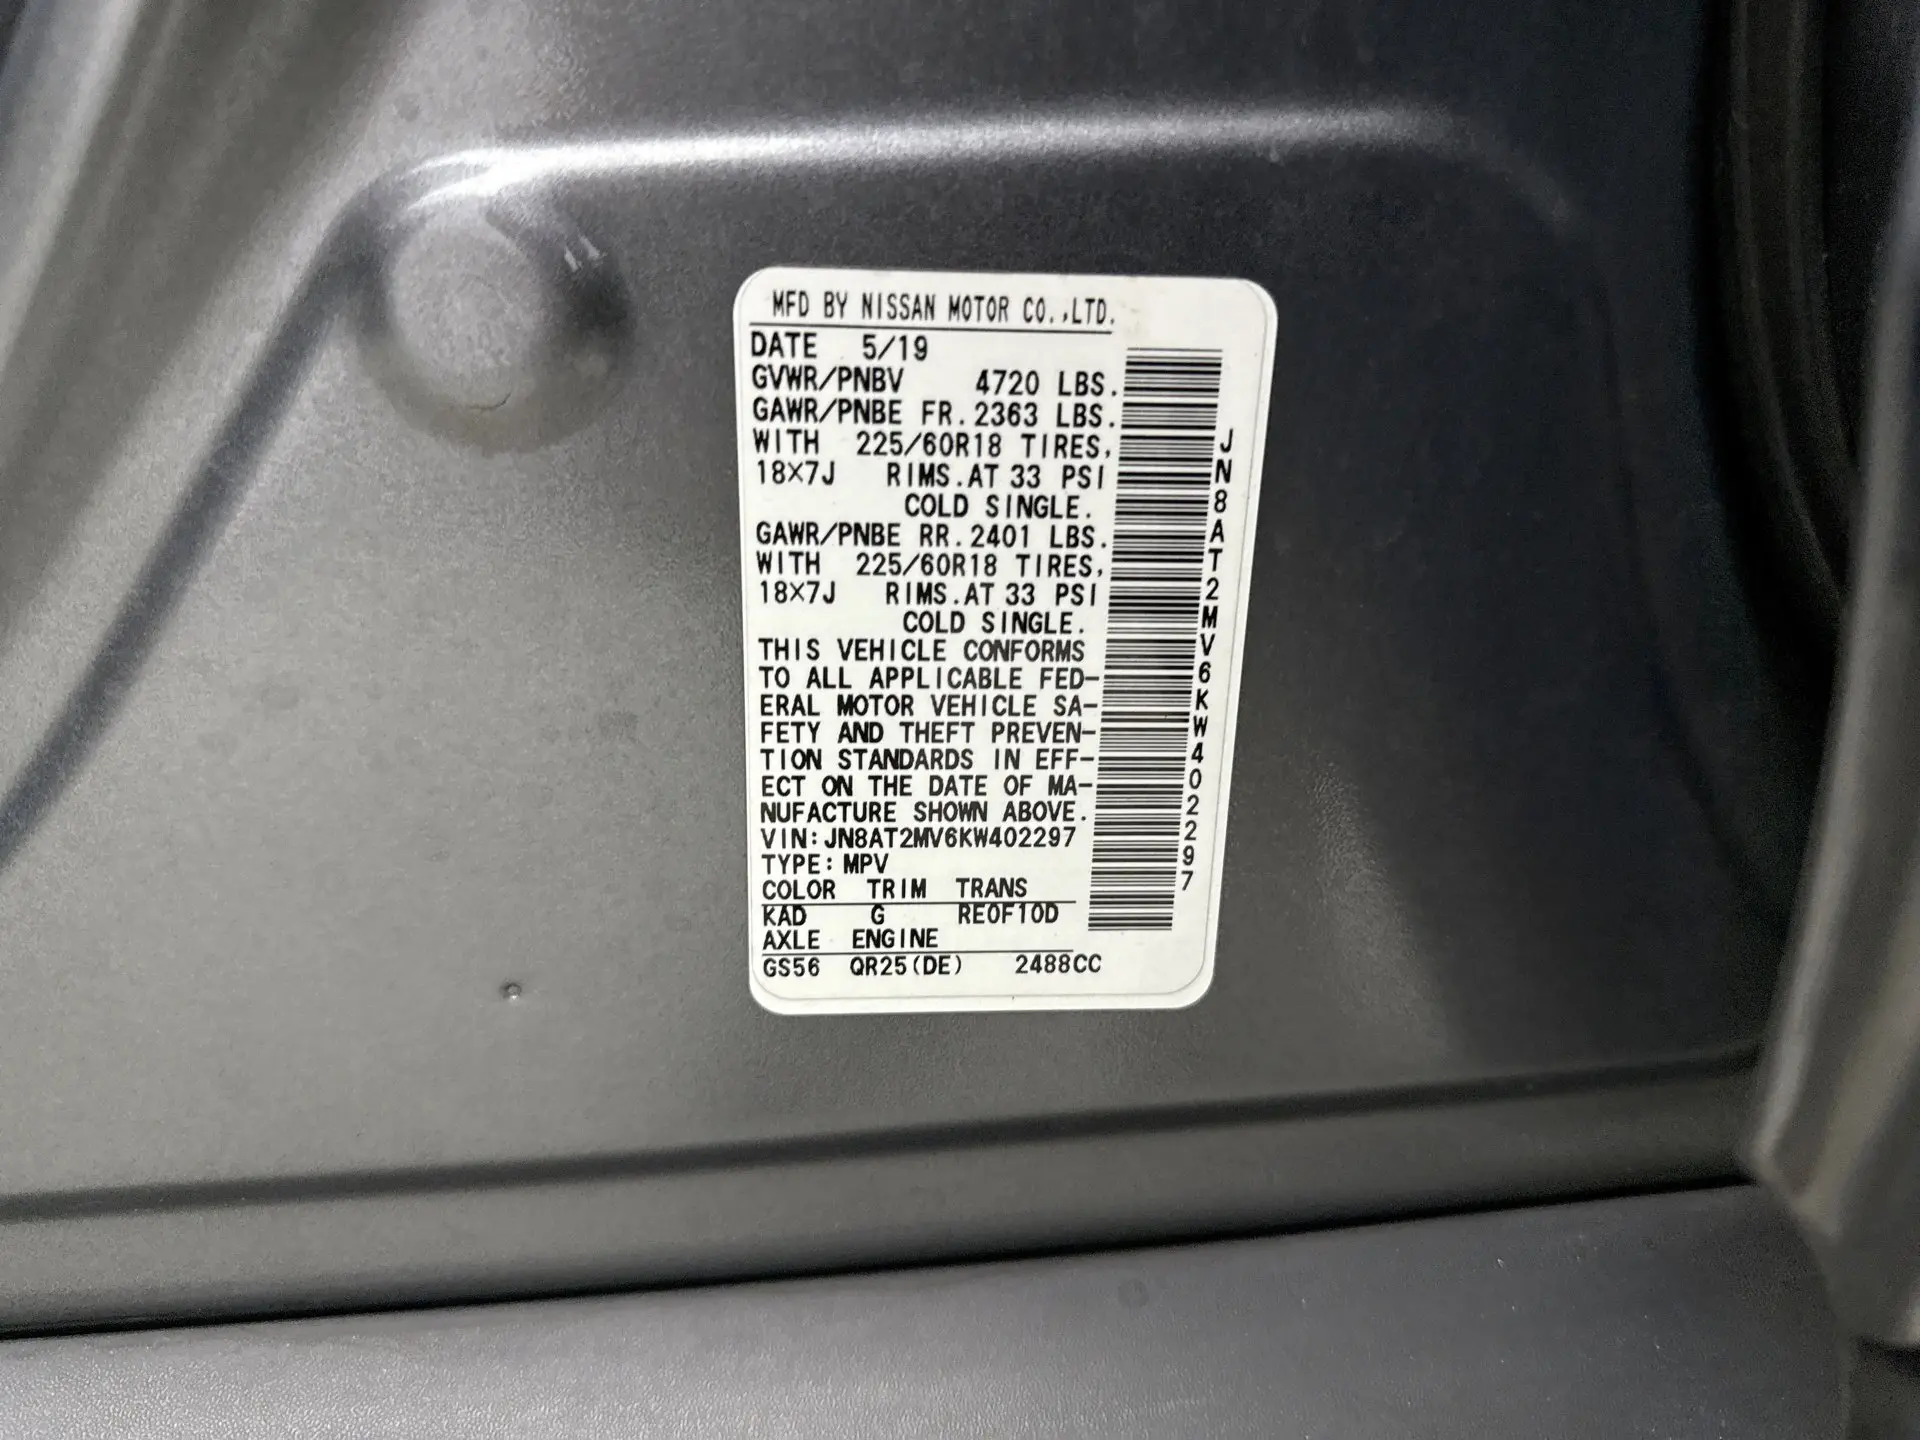 MFD BY NISSAN MOTOR CO.,LTD.
DATE 5/19
GVWR/PNBV 4720 LBS.
GAWR/PNBE FR.2363 LBS.
WITH 225/60R18 TIRES,
18X7J RIMS.AT 33 PSI
COLD SINGLE.
GAWR/PNBE RR.2401 LBS.
WITH 225/60R18 TIRES,
18X7J RIMS.AT 33 PSI
COLD SINGLE.
THIS VEHICLE CONFORMS
TO ALL APPLICABLE FED-
ERAL MOTOR VEHICLE SA-
FETY AND THEFT PREVEN-
TION STANDARDS IN EFF-
ECT ON THE DATE OF MA-
NUFACTURE SHOWN ABOVE.
VIN:JN8AT2MV6KW402297
TYPE:MPV
COLOR TRIM TRANS
KAD G RE0F10D
AXLE ENGINE
GS56 QR25(DE) 2488CC
JN8AT2MV6KW402297